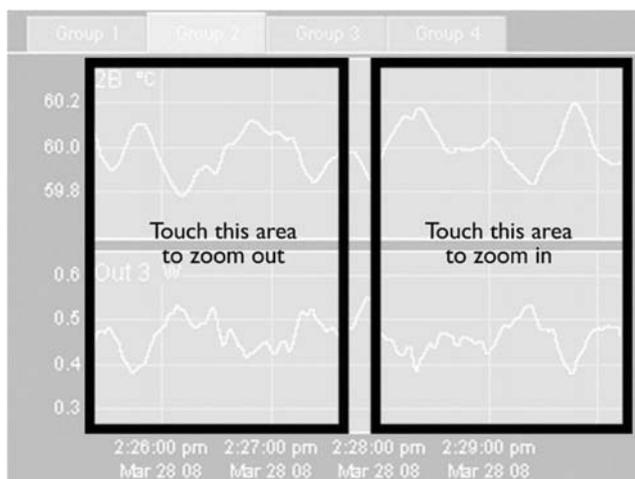 Group 1 Group 2 Group 3 Group 4
2B °C
60.2
60.0
59.8
Touch this area
to zoom out
Touch this area
to zoom in
0.6
Out 3 W
0.5
0.4
0.3
2:26:00 pm 2:27:00 pm 2:28:00 pm 2:29:00 pm
Mar 28 08 Mar 28 08 Mar 28 08 Mar 28 08